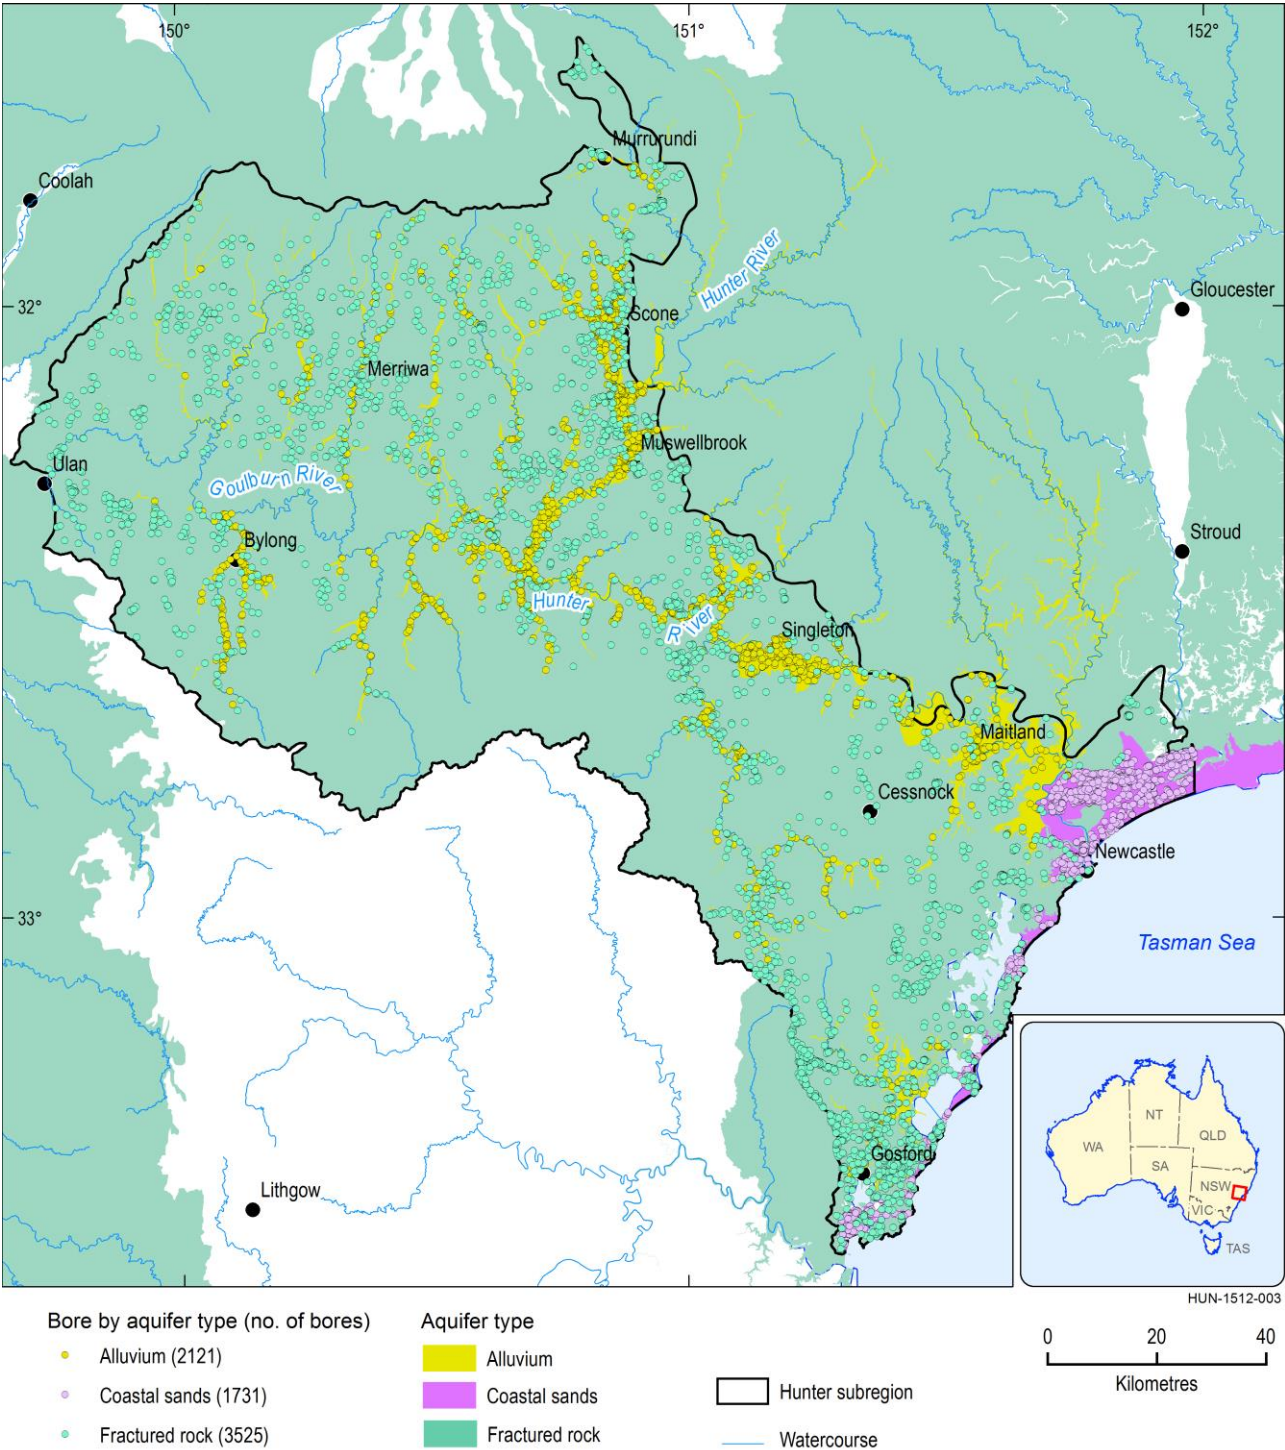 150°
151°
152°
Murrurundi
Coolah
Hunter River
Gloucester
32°
Scone
Merriwa
Muswellbrook
Ulan
Goulburn River
Stroud
Bylong
Hunter
River
Singleton
Maitland
Cessnock
Newcastle
33°
Tasman Sea
Gosford
Lithgow
NT
WA
QLD
SA
NSW
VIC
TAS
HUN-1512-003
Bore by aquifer type (no. of bores)
Alluvium (2121)
Coastal sands (1731)
Fractured rock (3525)
Aquifer type
Alluvium
Coastal sands
Fractured rock
Hunter subregion
Watercourse
0 20 40
Kilometres